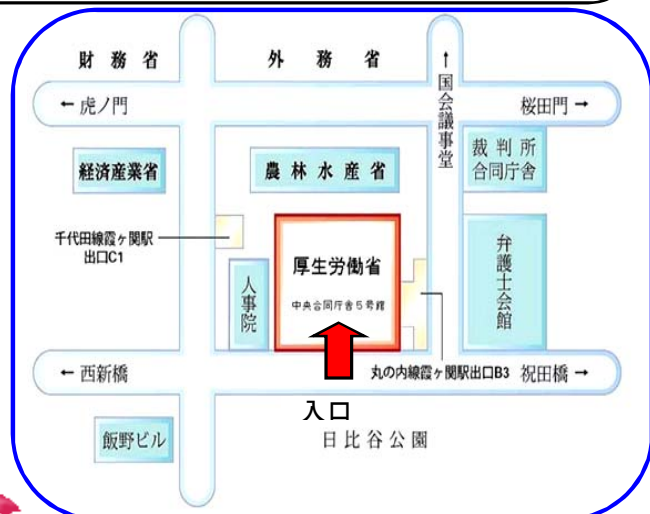 財務省
外務省
↑国会議事堂
←虎ノ門
桜田門→
経済産業省
農林水産省
裁判所
合同庁舎
千代田線霞ヶ関駅
出口C1
厚生労働省
中央合同庁舎5号館
人事院
弁護士会館
←西新橋
丸の内線霞ヶ関駅出口B3
祝田橋→
入口
飯野ビル
日比谷公園